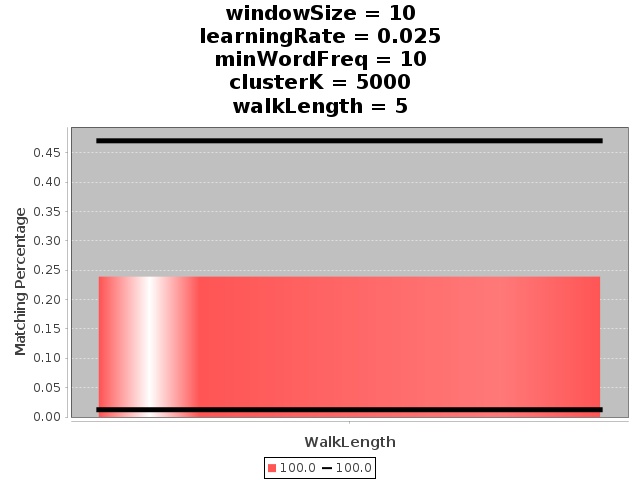 windowSize = 10
learningRate = 0.025
minWordFreq = 10
clusterK = 5000
walkLength = 5
0.45
0.40
0.35
0.30
0.25
0.20
0.15
0.10
0.05
0.00
Matching Percentage
WalkLength
100.0 100.0